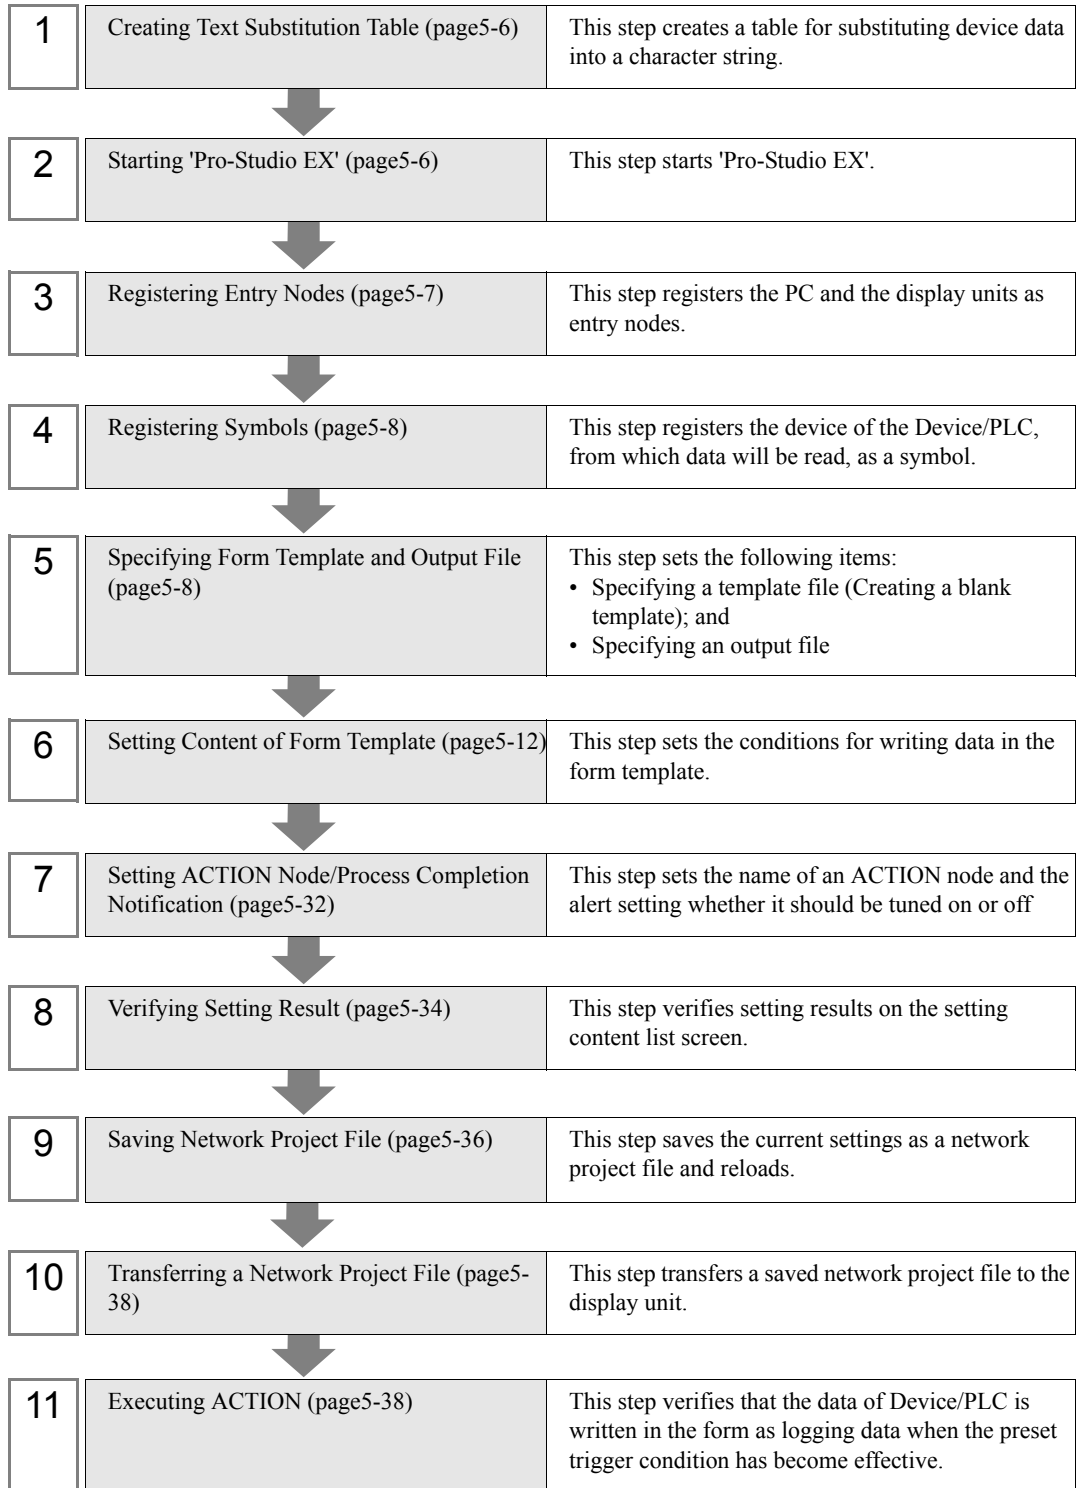 1
Creating Text Substitution Table (page5-6)
This step creates a table for substituting device data
into a character string.
2
Starting 'Pro-Studio EX' (page5-6)
This step starts 'Pro-Studio EX'.
3
Registering Entry Nodes (page5-7)
This step registers the PC and the display units as
entry nodes.
4
Registering Symbols (page5-8)
This step registers the device of the Device/PLC,
from which data will be read, as a symbol.
5
Specifying Form Template and Output File
(page5-8)
This step sets the following items:
• Specifying a template file (Creating a blank
template); and
• Specifying an output file
6
Setting Content of Form Template (page5-12)
This step sets the conditions for writing data in the
form template.
7
Setting ACTION Node/Process Completion
Notification (page5-32)
This step sets the name of an ACTION node and the
alert setting whether it should be tuned on or off
8
Verifying Setting Result (page5-34)
This step verifies setting results on the setting
content list screen.
9
Saving Network Project File (page5-36)
This step saves the current settings as a network
project file and reloads.
10
Transferring a Network Project File (page5-
38)
This step transfers a saved network project file to the
display unit.
11
Executing ACTION (page5-38)
This step verifies that the data of Device/PLC is
written in the form as logging data when the preset
trigger condition has become effective.